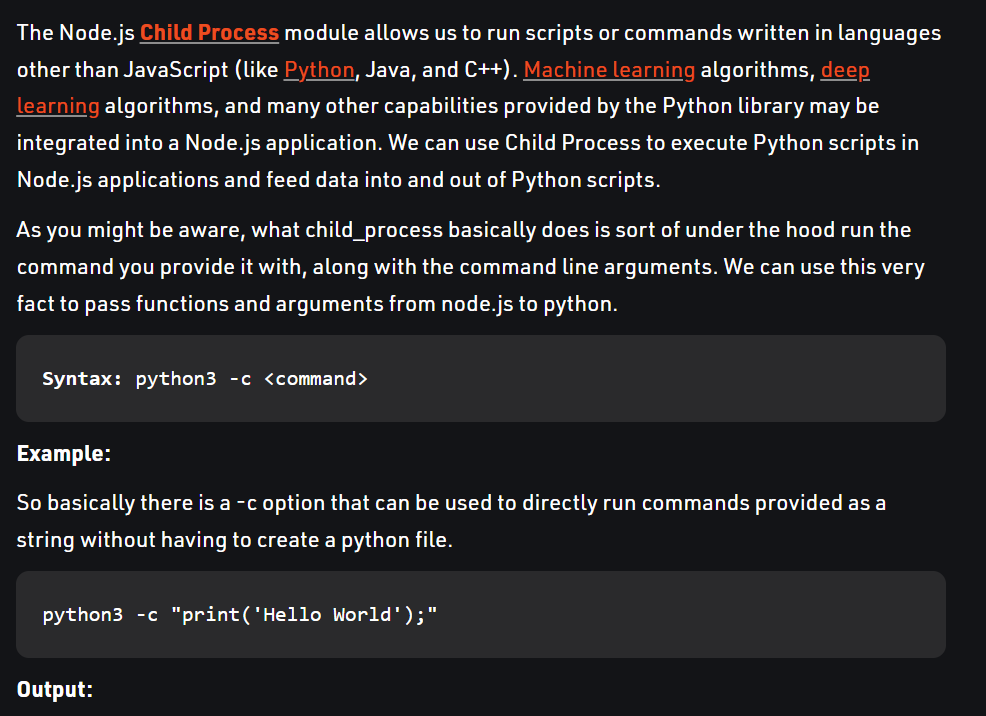 The Node.js Child Process module allows us to run scripts or commands written in languages
other than JavaScript (like Python, Java, and C++). Machine learning algorithms, deep
learning algorithms, and many other capabilities provided by the Python library may be
integrated into a Node.js application. We can use Child Process to execute Python scripts in
Node.js applications and feed data into and out of Python scripts.
As you might be aware, what child_process basically does is sort of under the hood run the
command you provide it with, along with the command line arguments. We can use this very
fact to pass functions and arguments from node.js to python.
Syntax: python3 -c <command>
Example:
So basically there is a -c option that can be used to directly run commands provided as a
string without having to create a python file.
python3 -c "print('Hello World');"
Output: